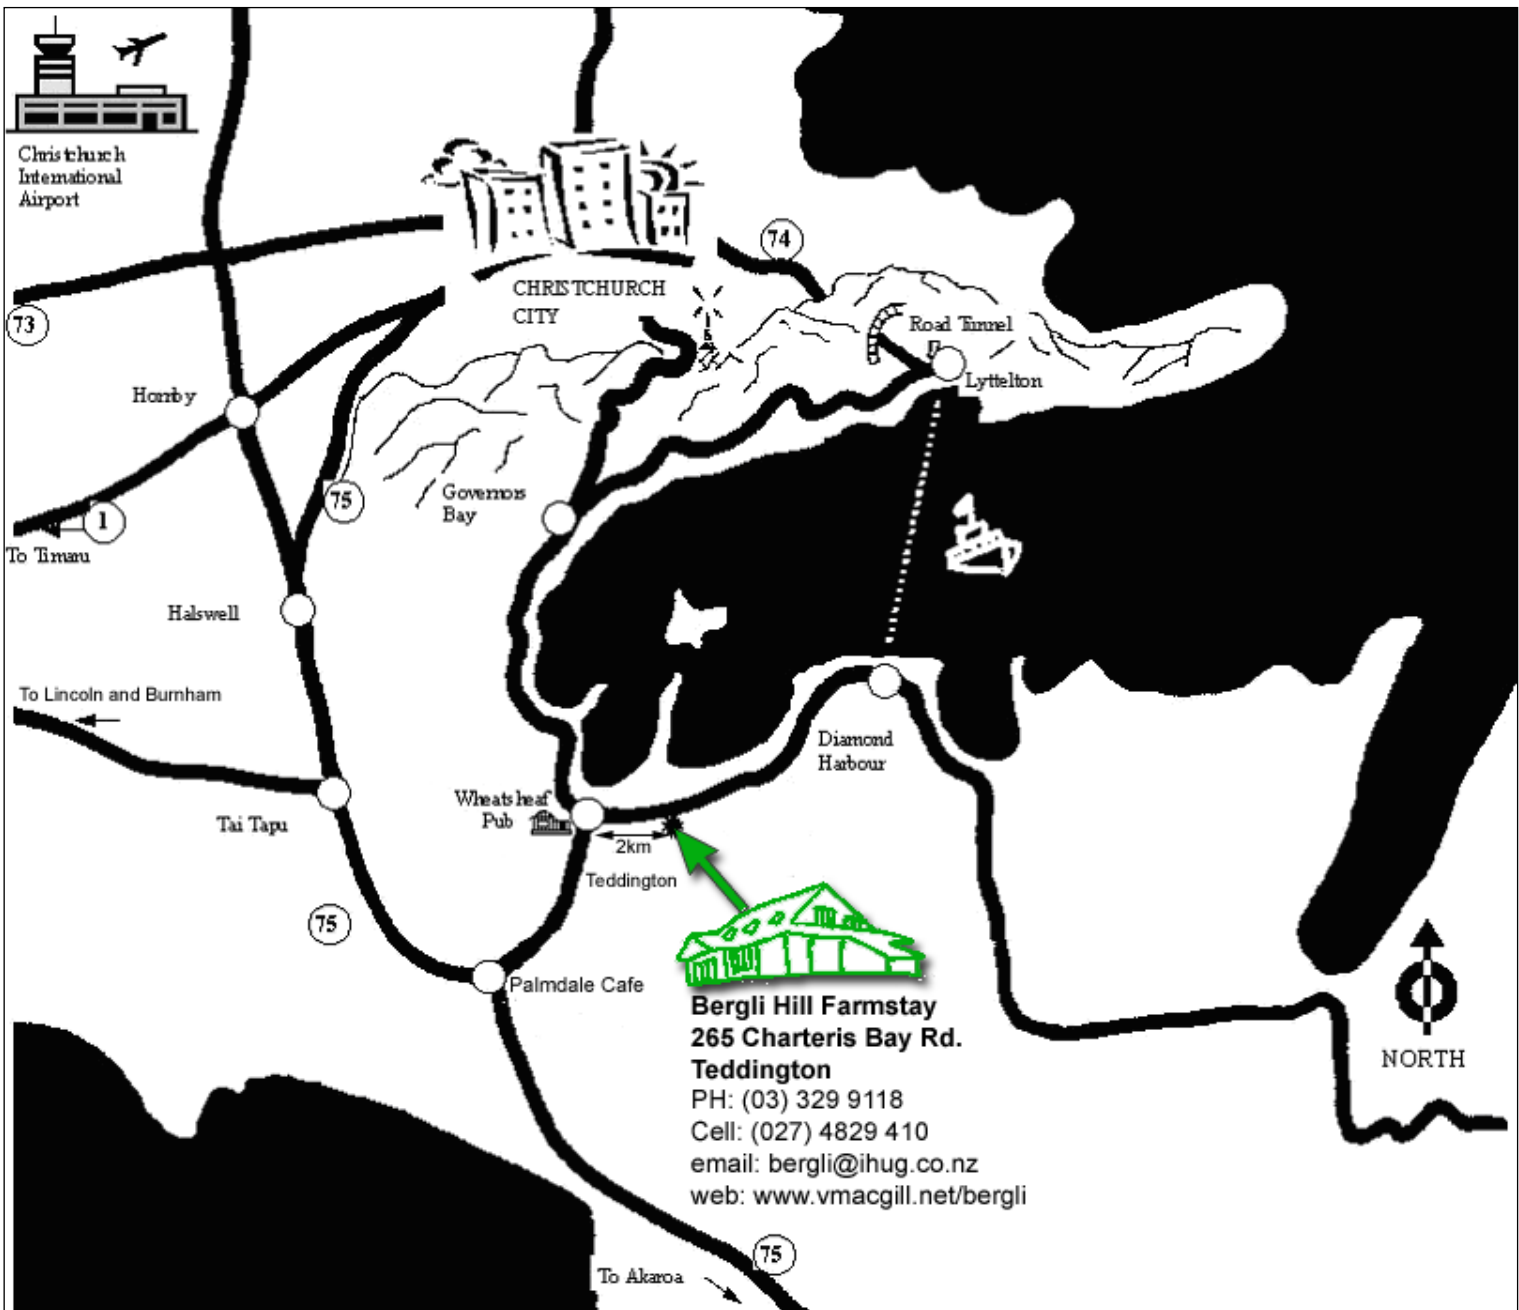 Christchurch
International
Airport
74
CHRISTCHURCH
CITY
73
Road Tunnel
Lyttelton
Hornby
75
Governors
Bay
1
To Timaru
Halswell
To Lincoln and Burnham
Diamond
Harbour
Wheatsheaf
Pub
Tai Tapu
2km
Teddington
75
Palmdale Cafe
Bergli Hill Farmstay
265 Charteris Bay Rd.
Teddington
PH: (03) 329 9118
Cell: (027) 4829 410
email: bergli@ihug.co.nz
web: www.vmacgill.net/bergli
NORTH
75
To Akaroa